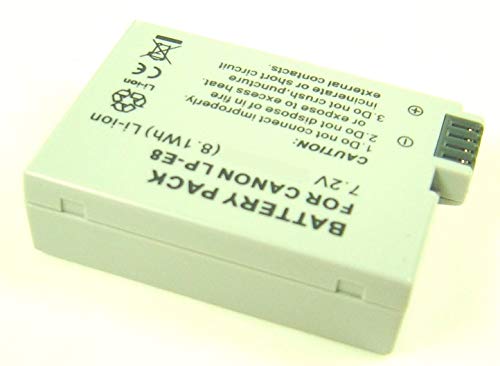 BATTERY PACK
FOR CANON LP-E8
7.2V
(8.1Wh) Li-ion
CAUTION:
1.Do not connect improperly.
2.Do not dispose of in fire
or expose to excess heat.
3.Do not crush.puncture
incinerate or short circuit
external contacts.
+
-
CE
Li-ion